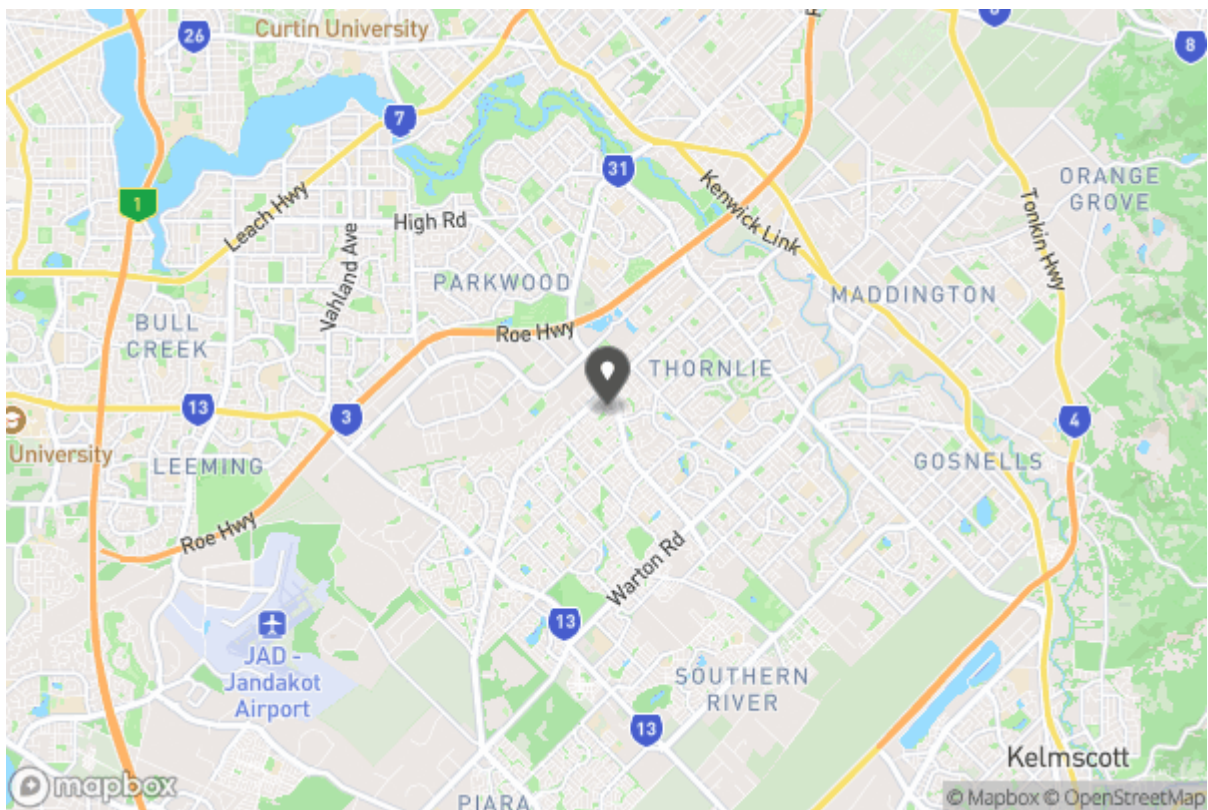 26
Curtin University
8
7
31
ORANGE
GROVE
1
Leach Hwy
High Rd
Vahland Ave
Kenwick Link
Tonkin Hwy
PARKWOOD
MADDINGTON
BULL
CREEK
Roe Hwy
THORNLIE
13
3
4
University
LEEMING
GOSNELLS
Roe Hwy
Warton Rd
13
JAD -
Jandakot
Airport
SOUTHERN
RIVER
13
Kelmscott
mapbox
PIARA
© Mapbox © OpenStreetMap